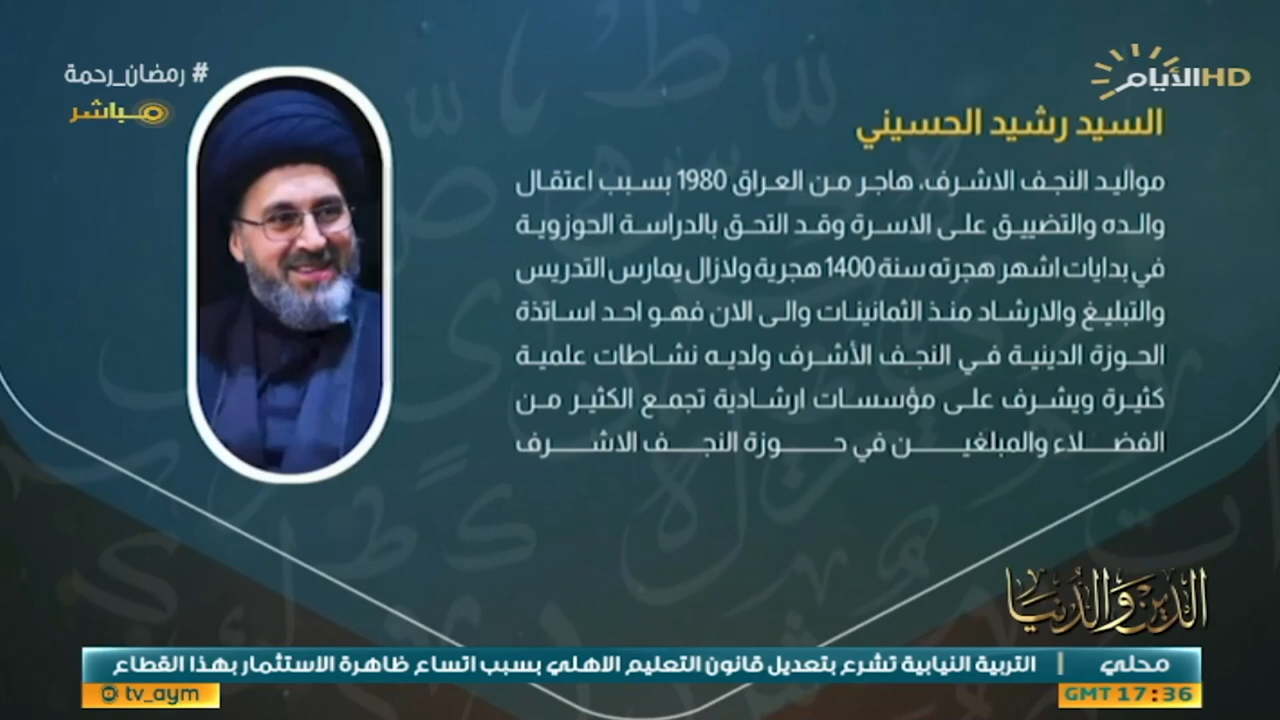 # رمضان_رحمة
مباشر
الأيام HD
السيد رشيد الحسيني
مواليد النجف الاشرف، هاجر من العراق 1980 بسبب اعتقال
والده والتضييق على الاسرة وقد التحق بالدراسة الحوزوية
في بدايات اشهر هجرته سنة 1400 هجرية ولازال يمارس التدريس
والتبليغ والارشاد منذ الثمانينات والى الان فهو احد اساتذة
الحوزة الدينية في النجف الأشرف ولديه نشاطات علمية
كثيرة ويشرف على مؤسسات ارشادية تجمع الكثير من
الفضلاء والمبلغين في حوزة النجف الاشرف
الدين والدنيا
محلي | التربية النيابية تشرع بتعديل قانون التعليم الاهلي بسبب اتساع ظاهرة الاستثمار بهذا القطاع
tv_aym
GMT 17:36